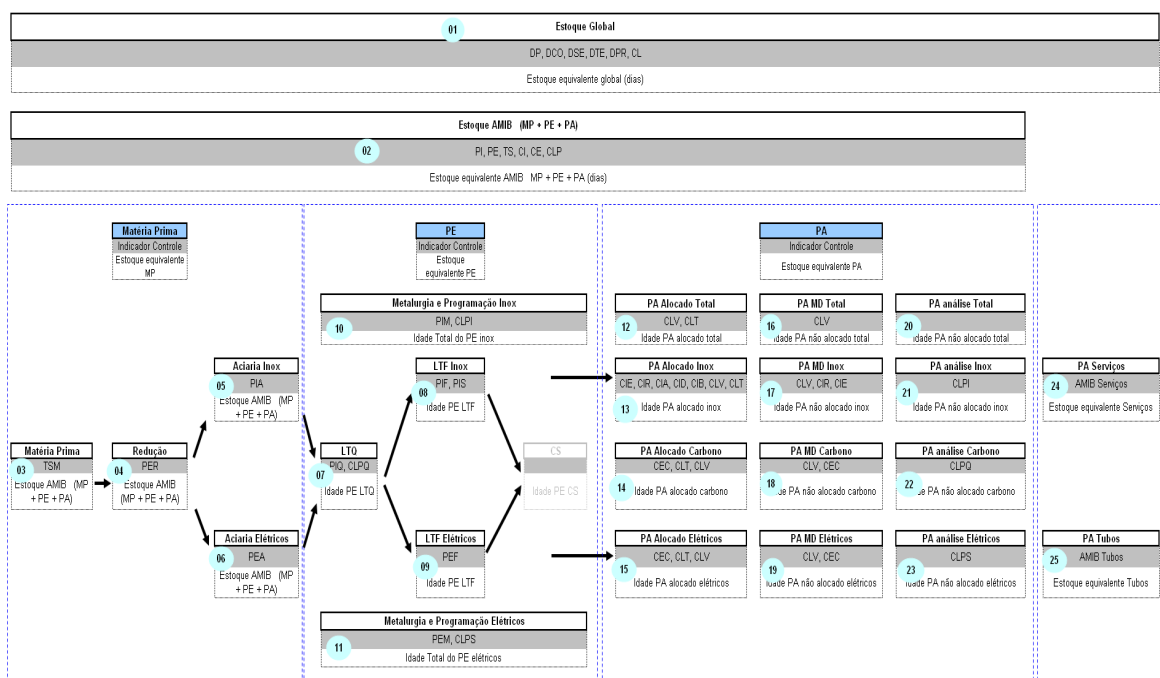 Estoque Global
01
DP, DCO, DSE, DTE, DPR, CL
Estoque equivalente global (dias)
Estoque AMIB (MP + PE + PA)
02
PI, PE, TS, CI, CE, CLP
Estoque equivalente AMIB MP + PE + PA (dias)
Matéria Prima
Indicador Controle
Estoque equivalente
MP
PE
Indicador Controle
Estoque
equivalente PE
PA
Indicador Controle
Estoque equivalente PA
Metalurgia e Programação Inox
10
PIM, CLPI
Idade Total do PE inox
PA Alocado Total
12
CLV, CLT
Idade PA alocado total
PA MD Total
16
CLV
Idade PA não alocado total
PA análise Total
20
Idade PA não alocado total
Aciaria Inox
05
PIA
Estoque AMIB (MP
+ PE + PA)
LTF Inox
08
PIF, PIS
Idade PE LTF
PA Alocado Inox
CIE, CIR, CIA, CID, CIB, CLV, CLT
13
Idade PA alocado inox
PA MD Inox
17
CLV, CIR, CIE
Idade PA não alocado inox
PA análise Inox
21
CLPI
Idade PA não alocado inox
PA Serviços
24
AMIB Serviços
Estoque equivalente Serviços
Matéria Prima
03
TSM
Estoque AMIB (MP
+ PE + PA)
Redução
04
PER
Estoque AMIB
(MP +PE + PA)
LTQ
07
PIQ, CLPQ
Idade PE LTQ
CS
Idade PE CS
PA Alocado Carbono
CEC, CLT, CLV
14
Idade PA alocado carbono
PA MD Carbono
CLV, CEC
18
Idade PA não alocado carbono
PA análise Carbono
CLPQ
22
Idade PA não alocado carbono
Aciaria Elétricos
06
PEA
Estoque AMIB (MP
+ PE + PA)
LTF Elétricos
PEF
09
Idade PE LTF
PA Alocado Elétricos
CEC, CLT, CLV
15
Idade PA alocado elétricos
PA MD Elétricos
CLV, CEC
19
Idade PA não alocado elétricos
PA análise Elétricos
CLPS
23
Idade PA não alocado elétricos
PA Tubos
25
AMIB Tubos
Estoque equivalente Tubos
Metalurgia e Programação Elétricos
11
PEM, CLPS
Idade Total do PE elétricos